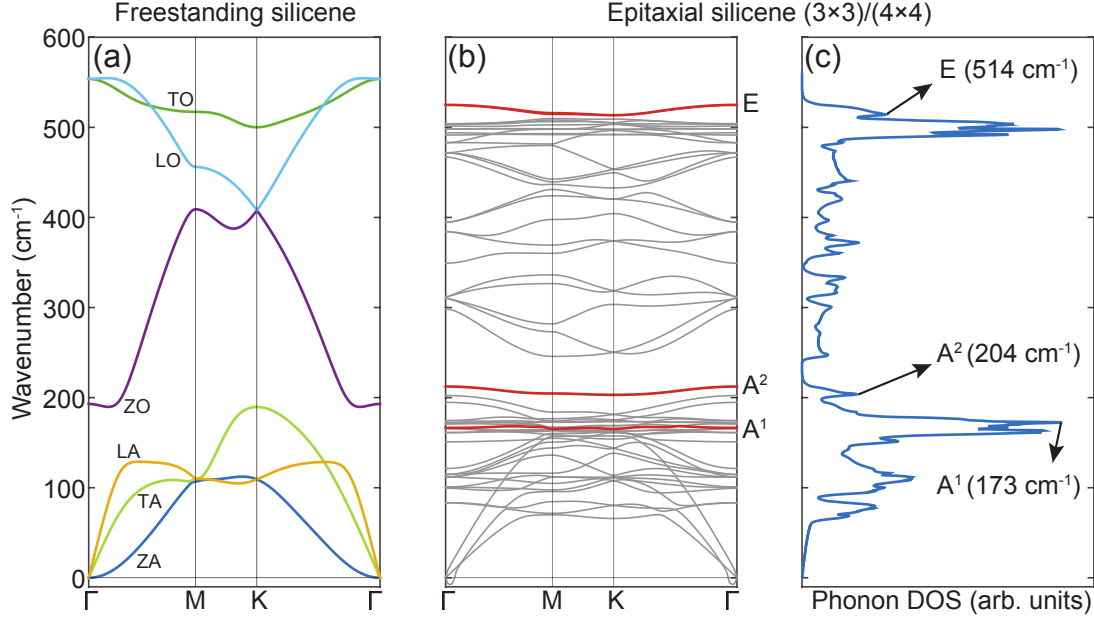 Freestanding silicene
Epitaxial silicene (3×3)/(4×4)
Wavenumber (cm⁻¹)
600
500
400
300
200
100
0
(a)
TO
LO
ZO
LA
TA
ZA
Γ M K Γ
(b)
E
A²
A¹
Γ M K Γ
(c)
E (514 cm⁻¹)
A² (204 cm⁻¹)
A¹ (173 cm⁻¹)
Phonon DOS (arb. units)